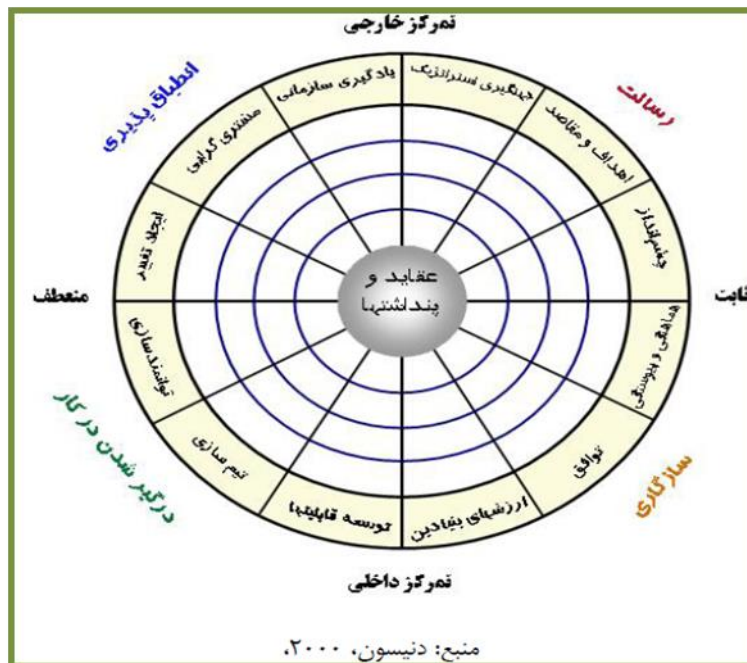 تمرکز خارجی
انطباق پذیری
رسالت
یادگیری سازمانی
جهتگیری استراتژیک
مشتری گرایی
اهداف و مقاصد
ایجاد تغییر
چشم‌انداز
عقاید و
پنداشتها
منعطف
ثابت
توانمندسازی
هماهنگی و پیوستگی
تیم سازی
توافق
توسعه قابلیتها
ارزشهای بنیادین
درگیر شدن در کار
سازگاری
تمرکز داخلی
منبع: دنیسون، ۲۰۰۰،